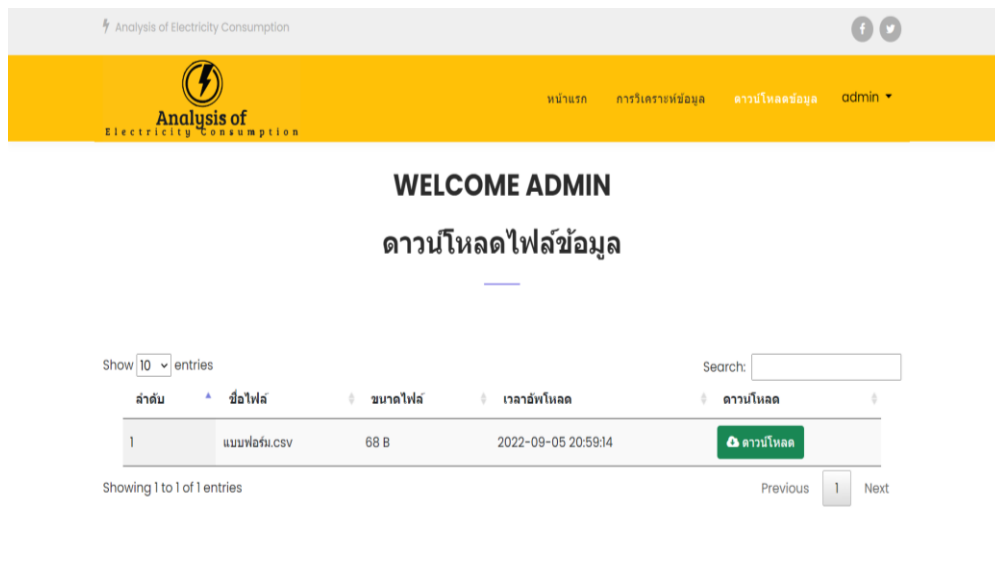 Analysis of Electricity Consumption
Analysis of
Electricity Consumption
หน้าแรก การวิเคราะห์ข้อมูล ดาวน์โหลดข้อมูล admin
WELCOME ADMIN
ดาวน์โหลดไฟล์ข้อมูล
Show 10 entries Search:
ลำดับ ชื่อไฟล์ ขนาดไฟล์ เวลาอัพโหลด ดาวน์โหลด
1 แบบฟอร์ม.csv 68 B 2022-09-05 20:59:14 ดาวน์โหลด
Showing 1 to 1 of 1 entries Previous 1 Next